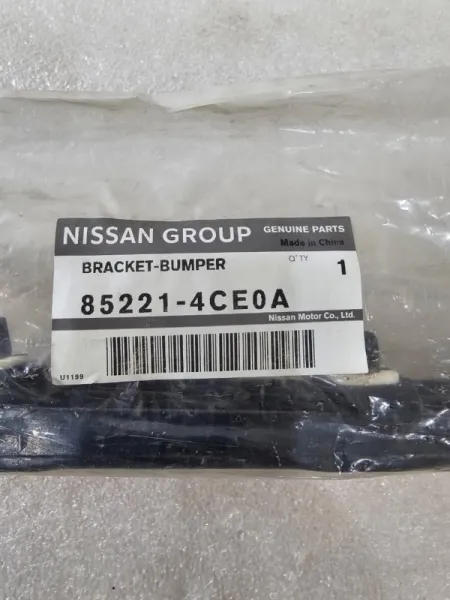 NISSAN GROUP GENUINE PARTS
Made in China
BRACKET-BUMPER Q'TY 1
85221-4CE0A
Nissan Motor Co., Ltd.
U1199